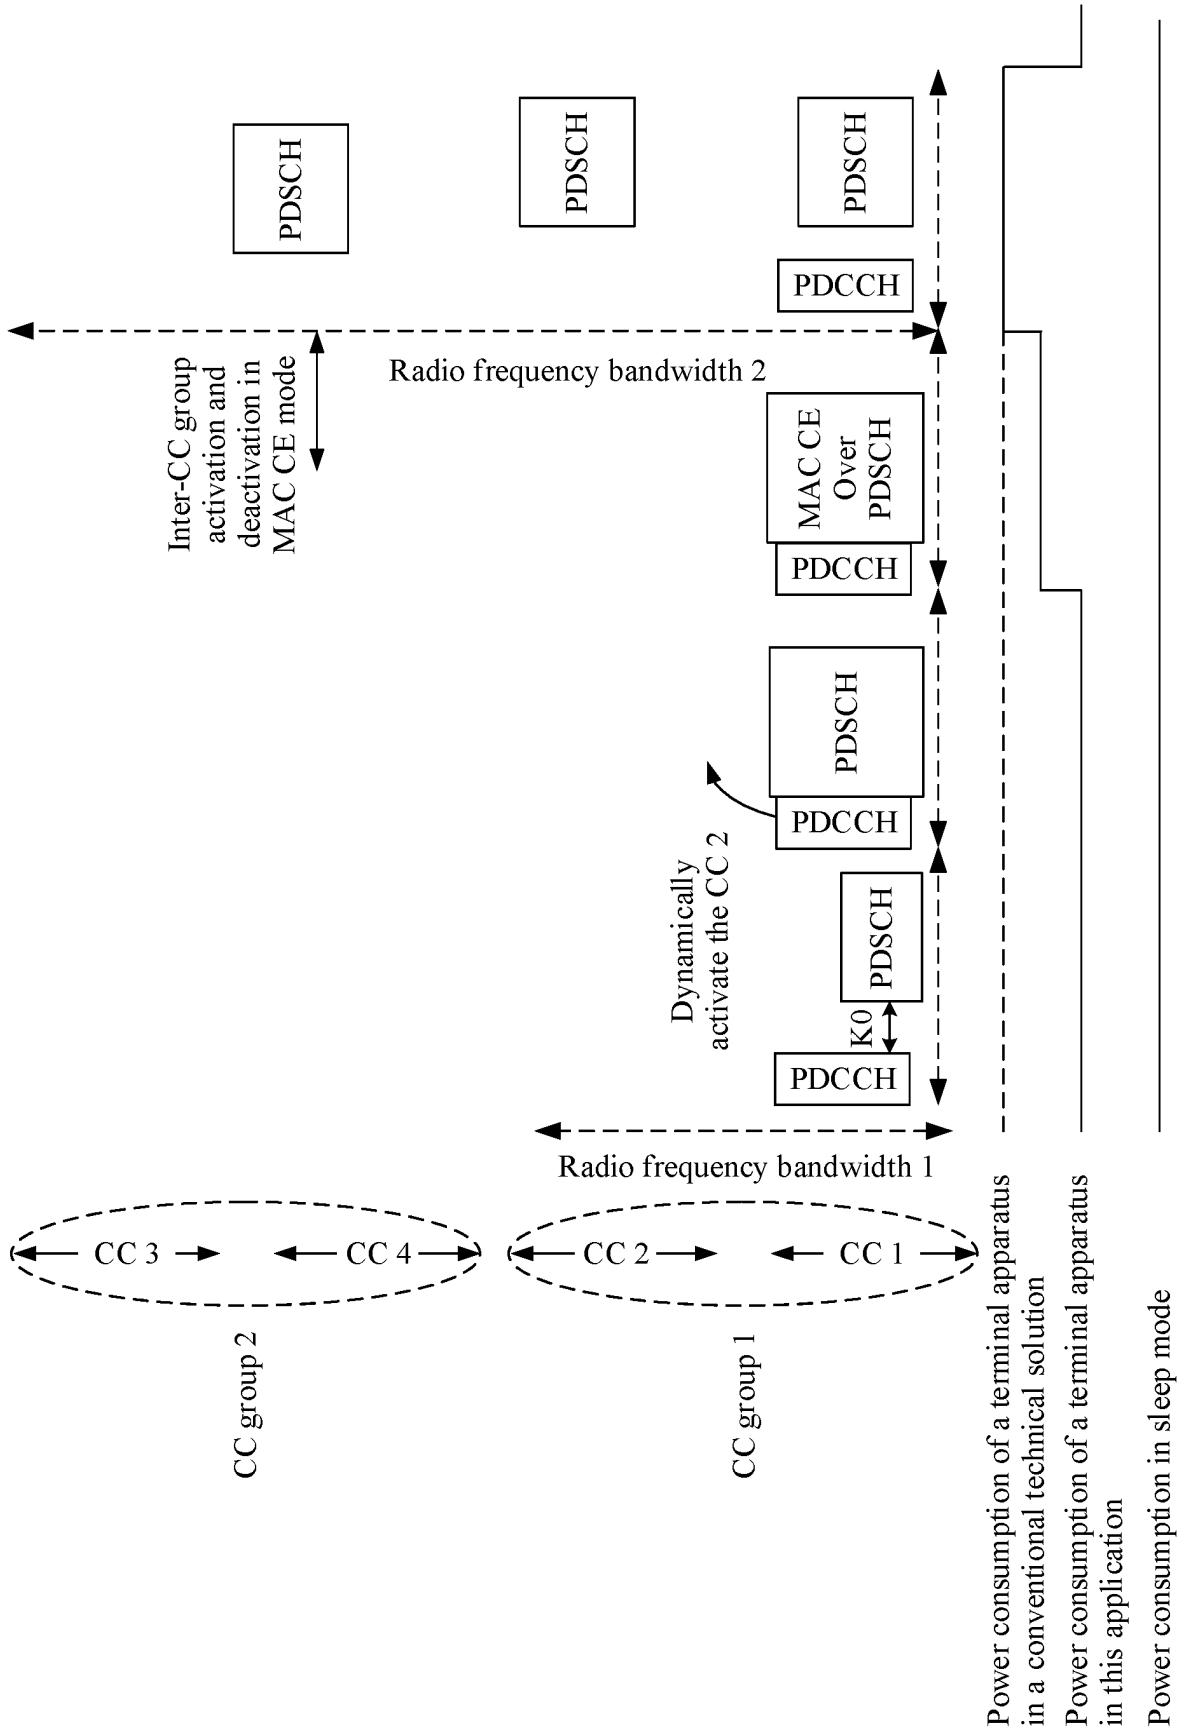 CC 3
CC 4
CC group 2
CC 2
CC 1
CC group 1
Radio frequency bandwidth 1
PDCCH
K0
PDSCH
Dynamically
activate the CC 2
PDCCH
PDSCH
PDCCH
MAC CE
Over
PDSCH
Inter-CC group
activation and
deactivation in
MAC CE mode
Radio frequency bandwidth 2
PDCCH
PDSCH
PDSCH
PDSCH
Power consumption of a terminal apparatus
in a conventional technical solution
Power consumption of a terminal apparatus
in this application
Power consumption in sleep mode